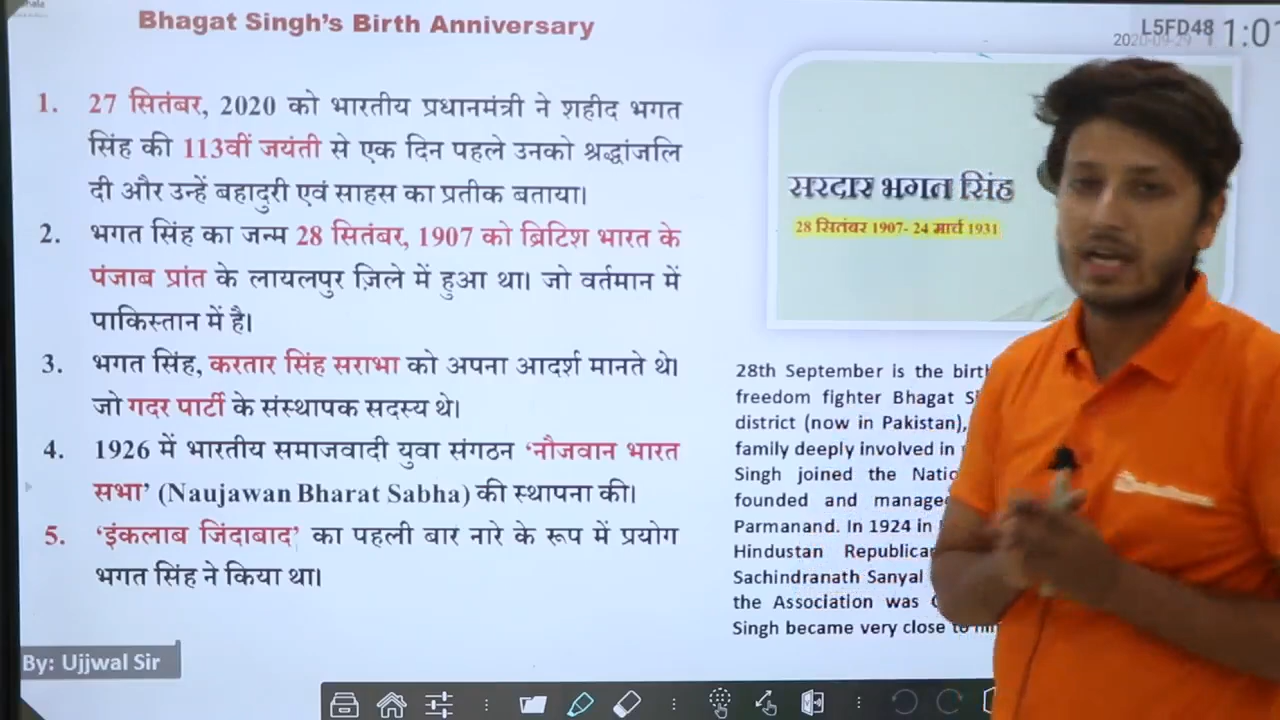 Bhagat Singh's Birth Anniversary
L5FD48
2020-09-29
1. 27 सितंबर, 2020 को भारतीय प्रधानमंत्री ने शहीद भगत
सिंह की 113वीं जयंती से एक दिन पहले उनको श्रद्धांजलि
दी और उन्हें बहादुरी एवं साहस का प्रतीक बताया।
2. भगत सिंह का जन्म 28 सितंबर, 1907 को ब्रिटिश भारत के
पंजाब प्रांत के लायलपुर ज़िले में हुआ था। जो वर्तमान में
पाकिस्तान में है।
3. भगत सिंह, करतार सिंह सराभा को अपना आदर्श मानते थे।
जो गदर पार्टी के संस्थापक सदस्य थे।
4. 1926 में भारतीय समाजवादी युवा संगठन ‘नौजवान भारत
सभा’ (Naujawan Bharat Sabha) की स्थापना की।
5. ‘इंकलाब जिंदाबाद’ का पहली बार नारे के रूप में प्रयोग
भगत सिंह ने किया था।
सरदार भगत सिंह
28 सितंबर 1907- 24 मार्च 1931
28th September is the
freedom fighter Bhagat
district (now in Pakistan),
family deeply involved in
Singh joined the
founded and
Parmanand. In 1924 in
Hindustan
Sachindranath Sanyal
the Association was
Singh became very close to
By: Ujjwal Sir